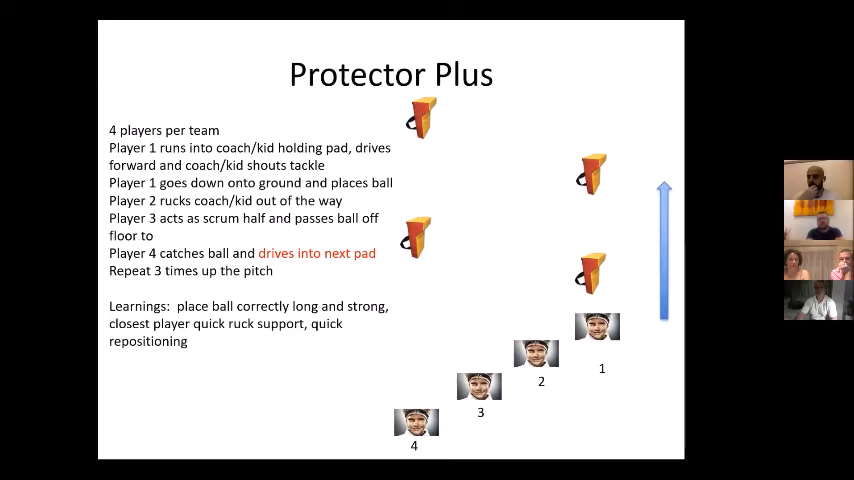 Protector Plus
4 players per team
Player 1 runs into coach/kid holding pad, drives
forward and coach/kid shouts tackle
Player 1 goes down onto ground and places ball
Player 2 rucks coach/kid out of the way
Player 3 acts as scrum half and passes ball off
floor to
Player 4 catches ball and drives into next pad
Repeat 3 times up the pitch
Learnings:  place ball correctly long and strong,
closest player quick ruck support, quick
repositioning
1
2
3
4